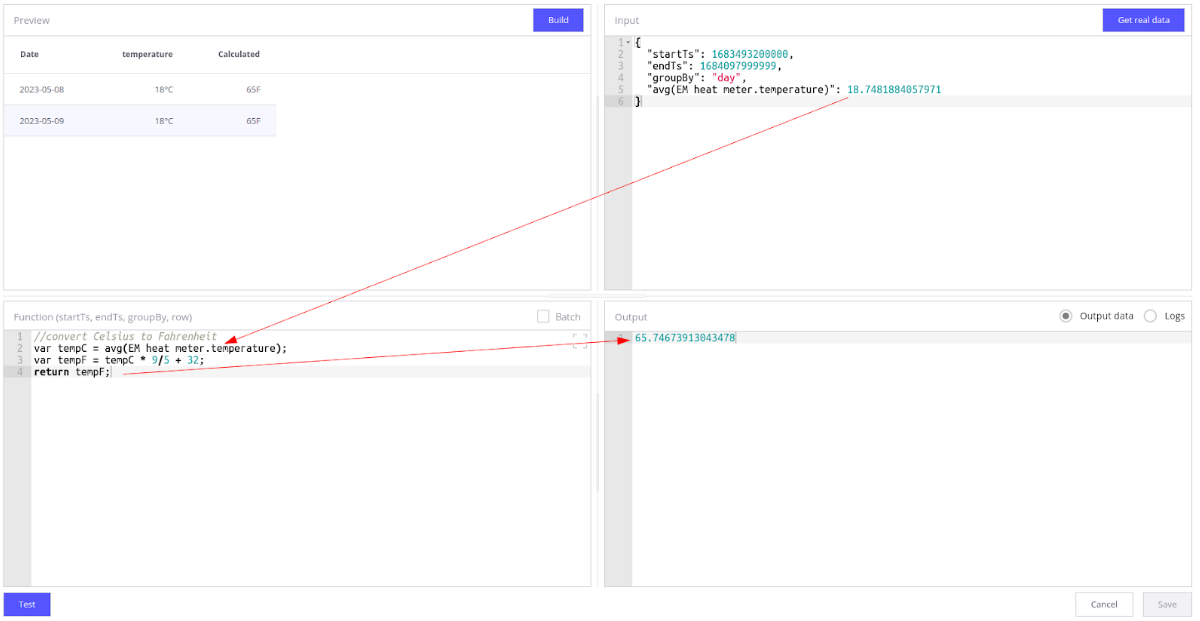 Preview
Build
Date temperature Calculated
2023-05-08 18°C 65F
2023-05-09 18°C 65F
Input
Get real data
1 {
2 "startTs": 1683493200000,
3 "endTs": 1684097999999,
4 "groupBy": "day",
5 "avg(EM heat meter.temperature)": 18.7481884057971
6 }
Function (startTs, endTs, groupBy, row)
Batch
1 //convert Celsius to Fahrenheit
2 var tempC = avg(EM heat meter.temperature);
3 var tempF = tempC * 9/5 + 32;
4 return tempF;
Output
Output data
Logs
1 65.74673913043478
Test
Cancel
Save